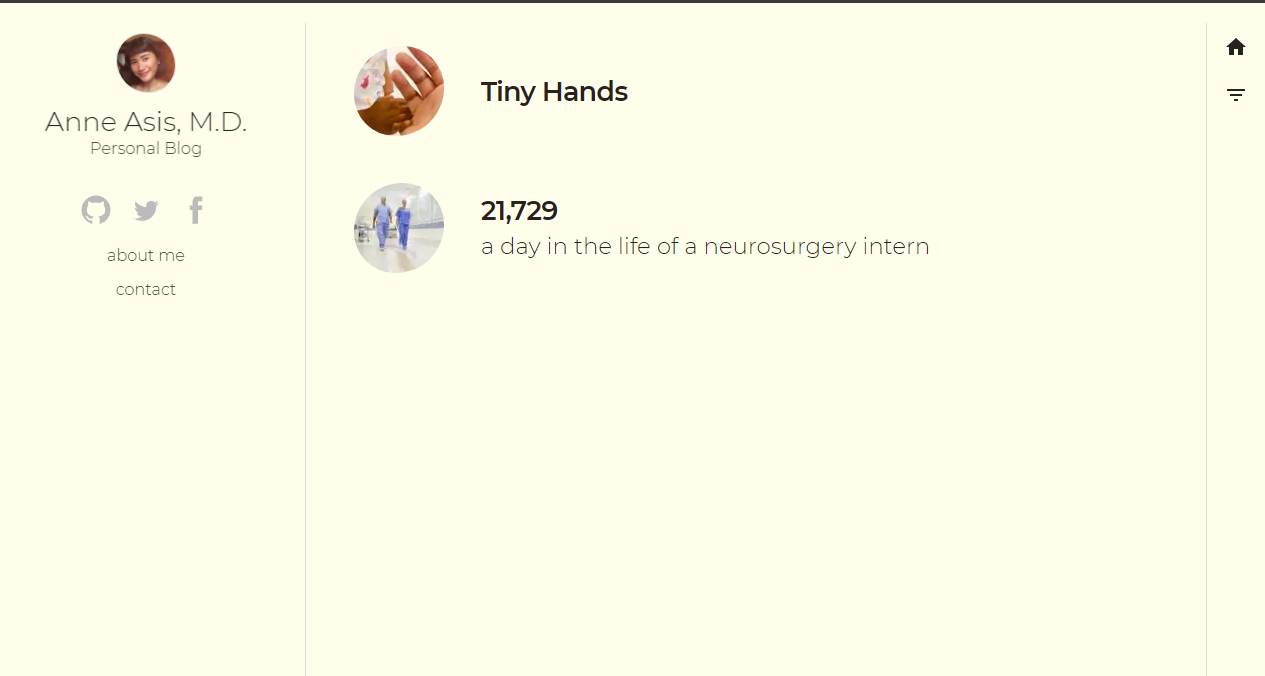 Anne Asis, M.D.
Personal Blog
about me
contact
Tiny Hands
21,729
a day in the life of a neurosurgery intern